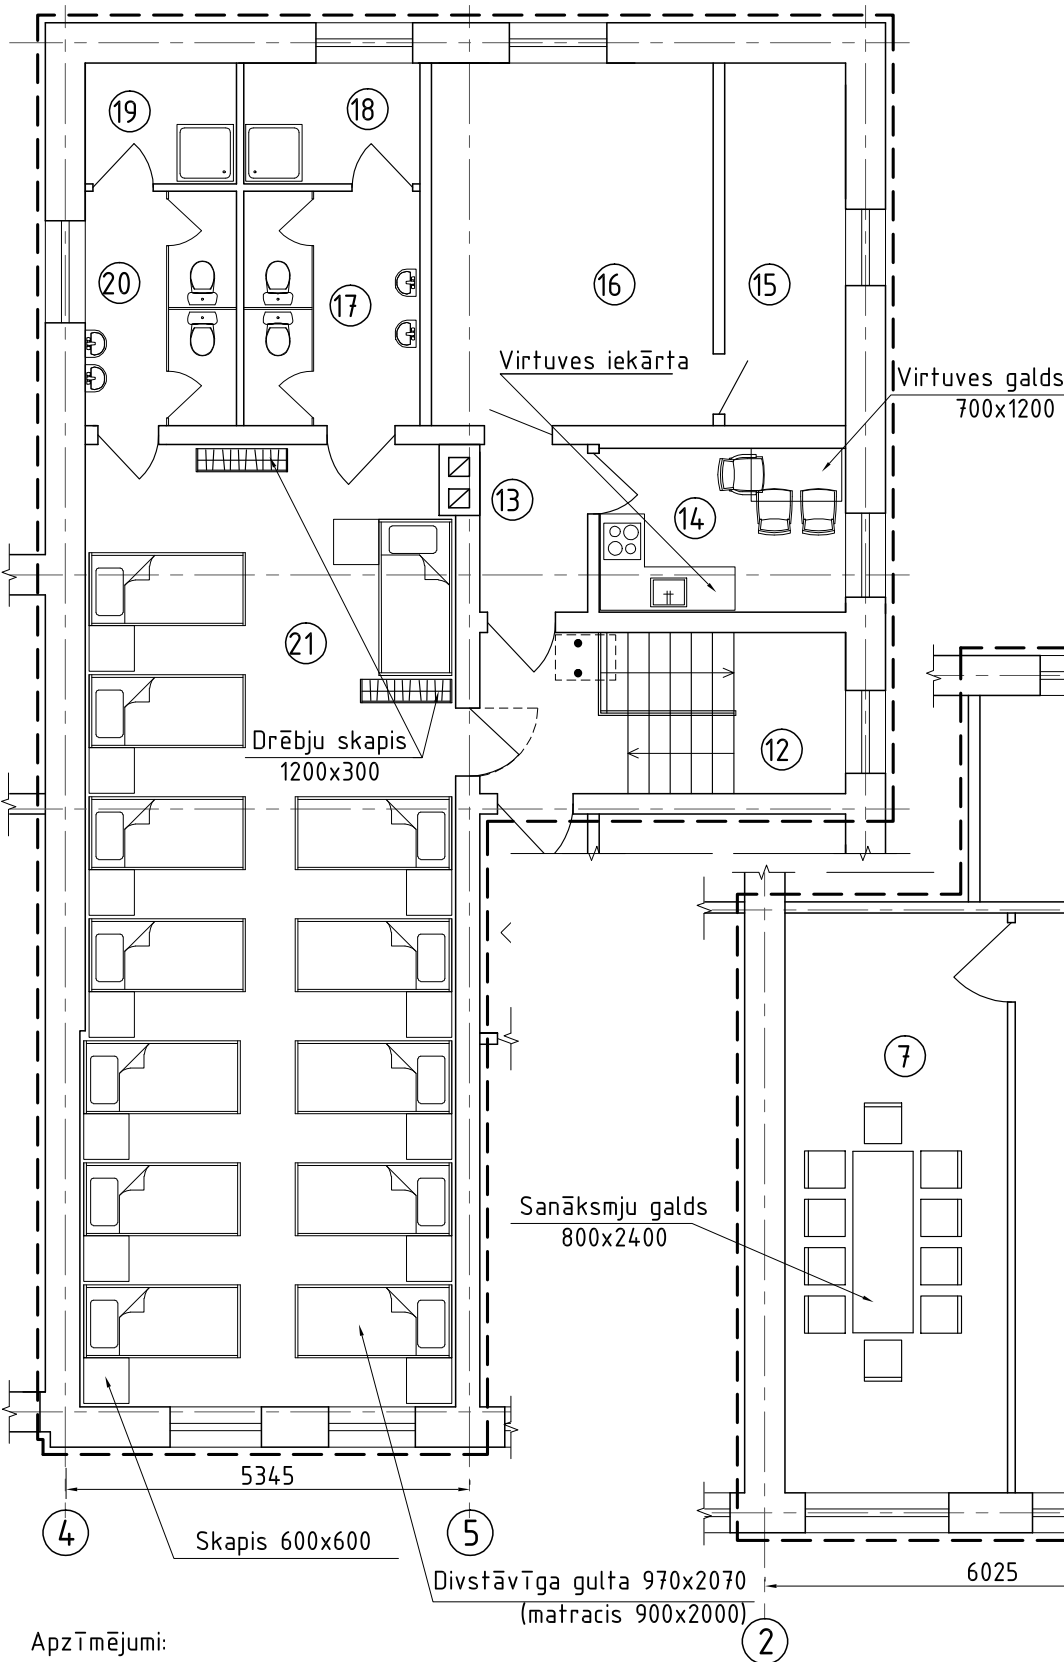 19
18
20
17
16
15
Virtuves iekārta
Virtuves galds
700x1200
13
14
21
Drēbju skapis
1200x300
12
7
Sanāksmju galds
800x2400
5345
4
5
Skapis 600x600
6025
Divstāvīga gulta 970x2070
(matracis 900x2000)
2
Apzīmējumi: